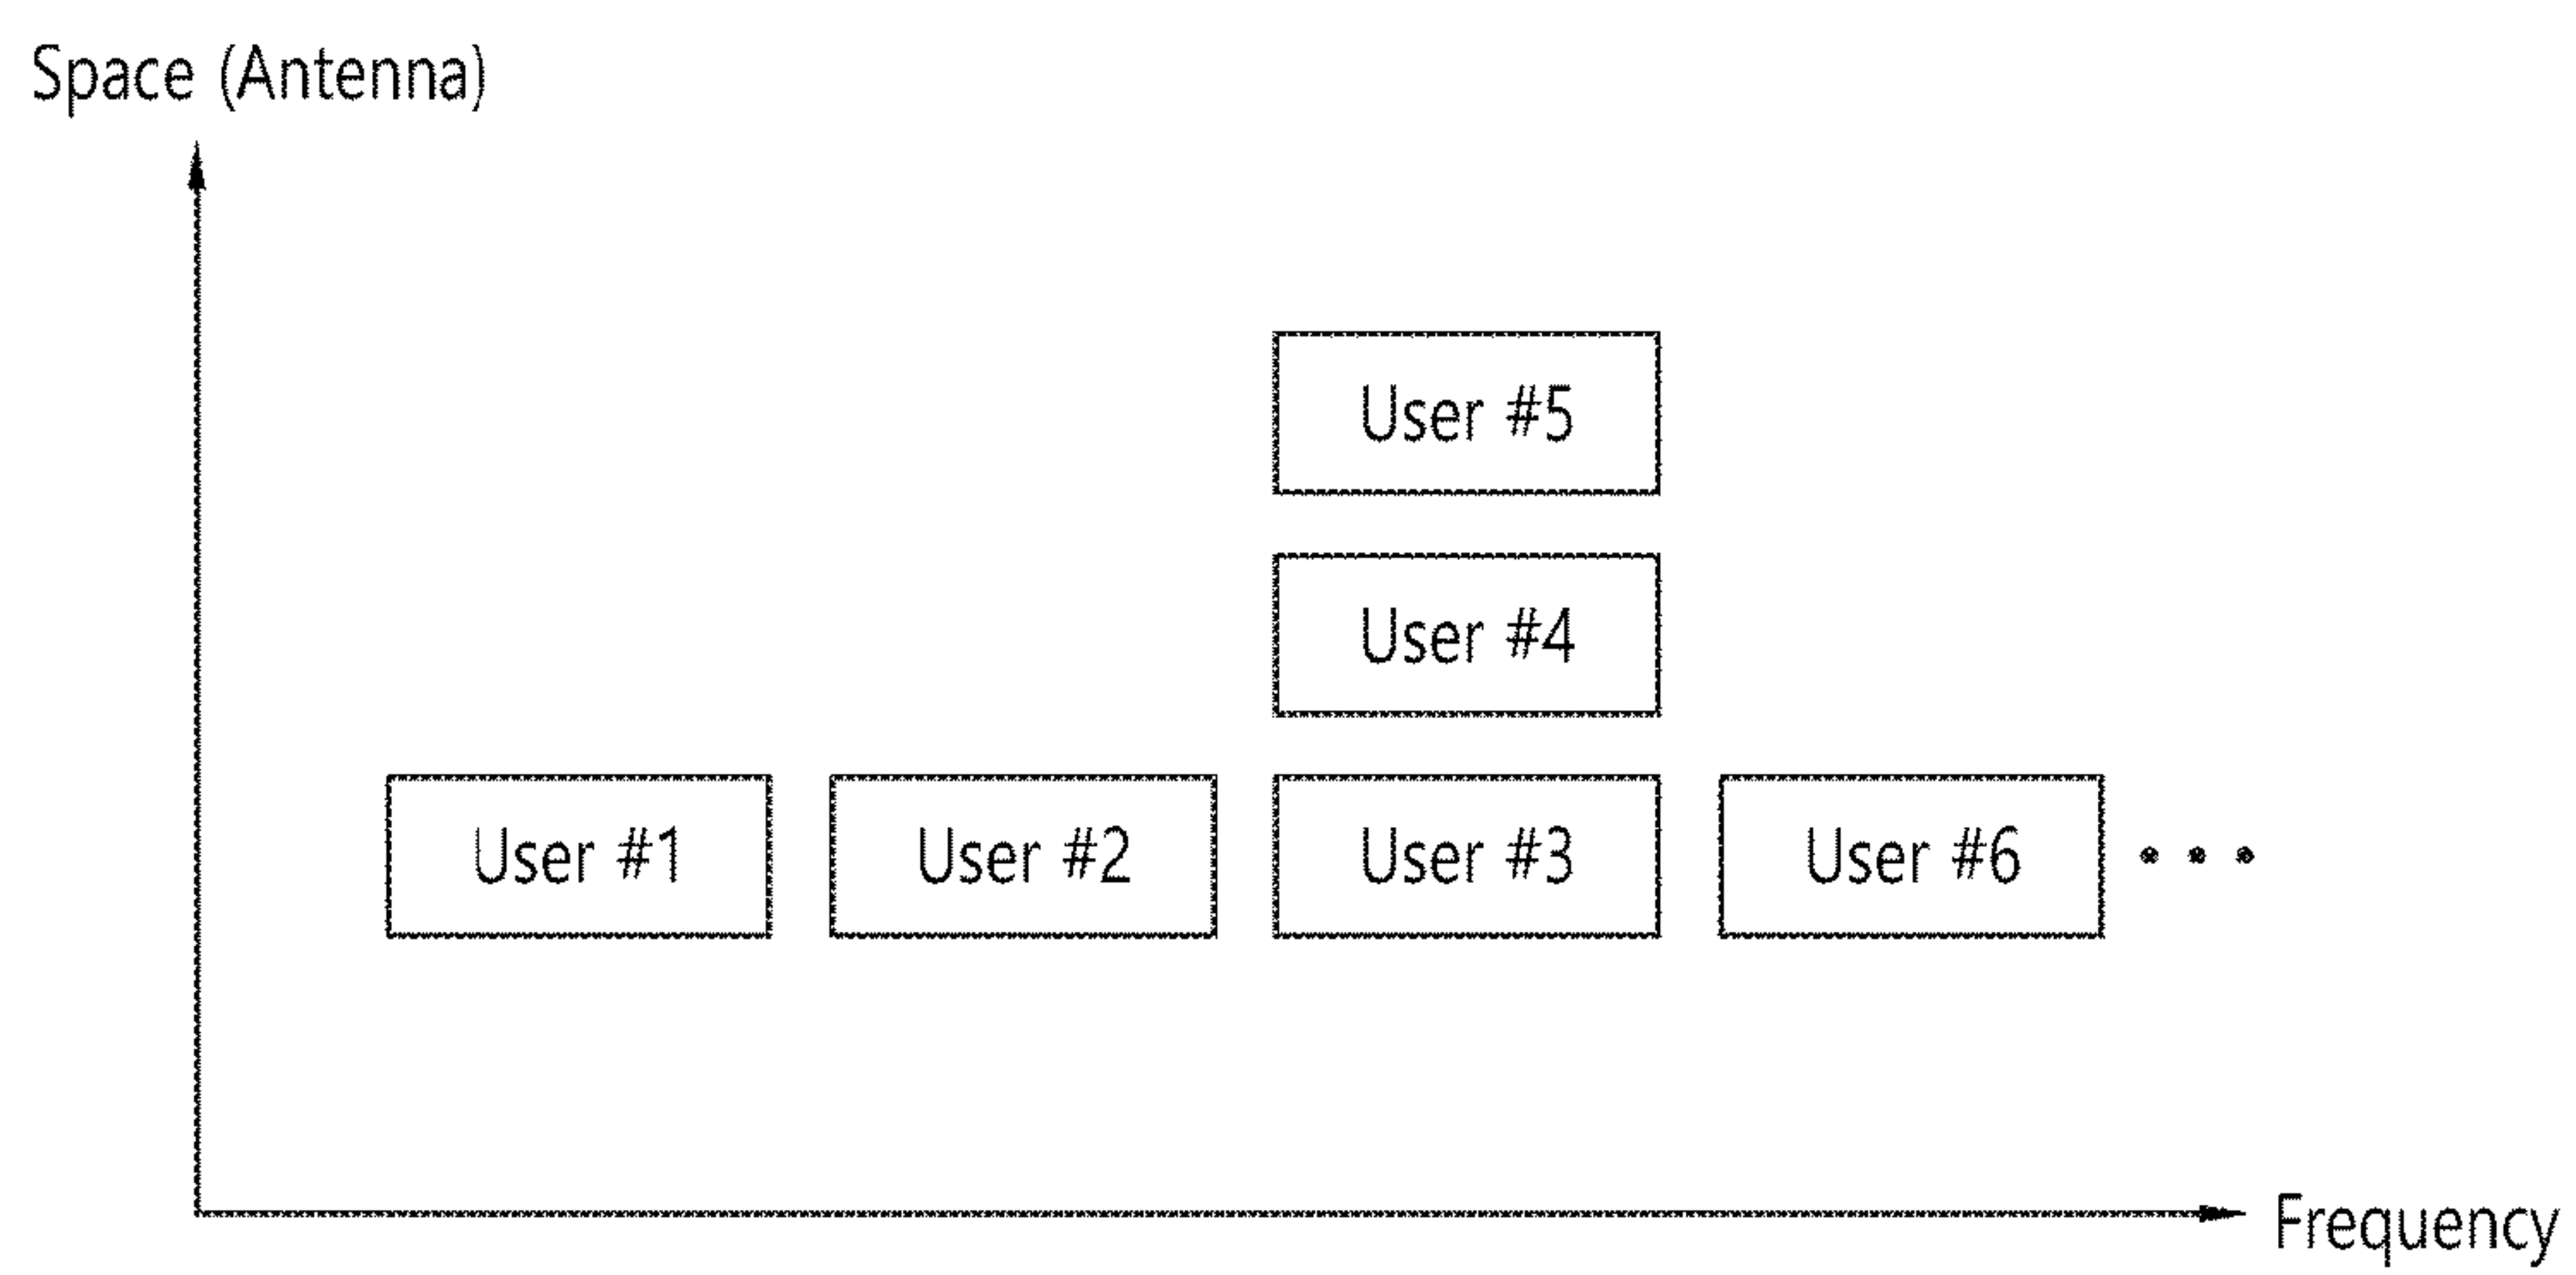 Space (Antenna)
User #5
User #4
User #1 User #2 User #3 User #6 • • •
Frequency